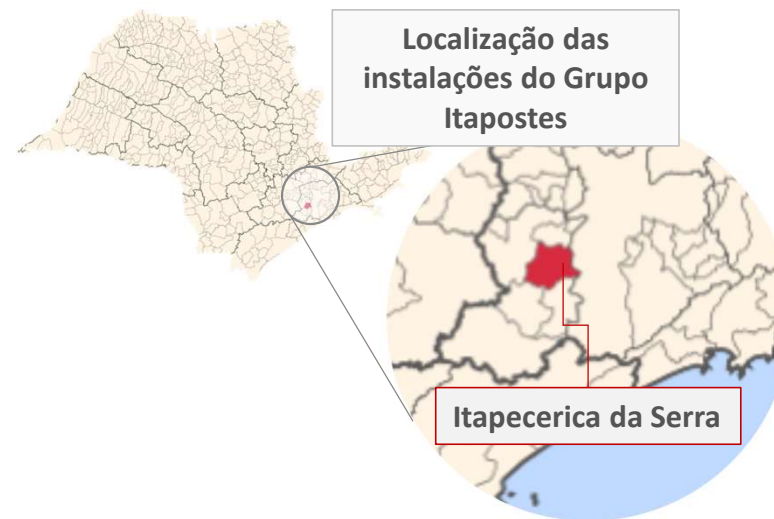 Localização das
instalações do Grupo
Itapostes
Itapecerica da Serra